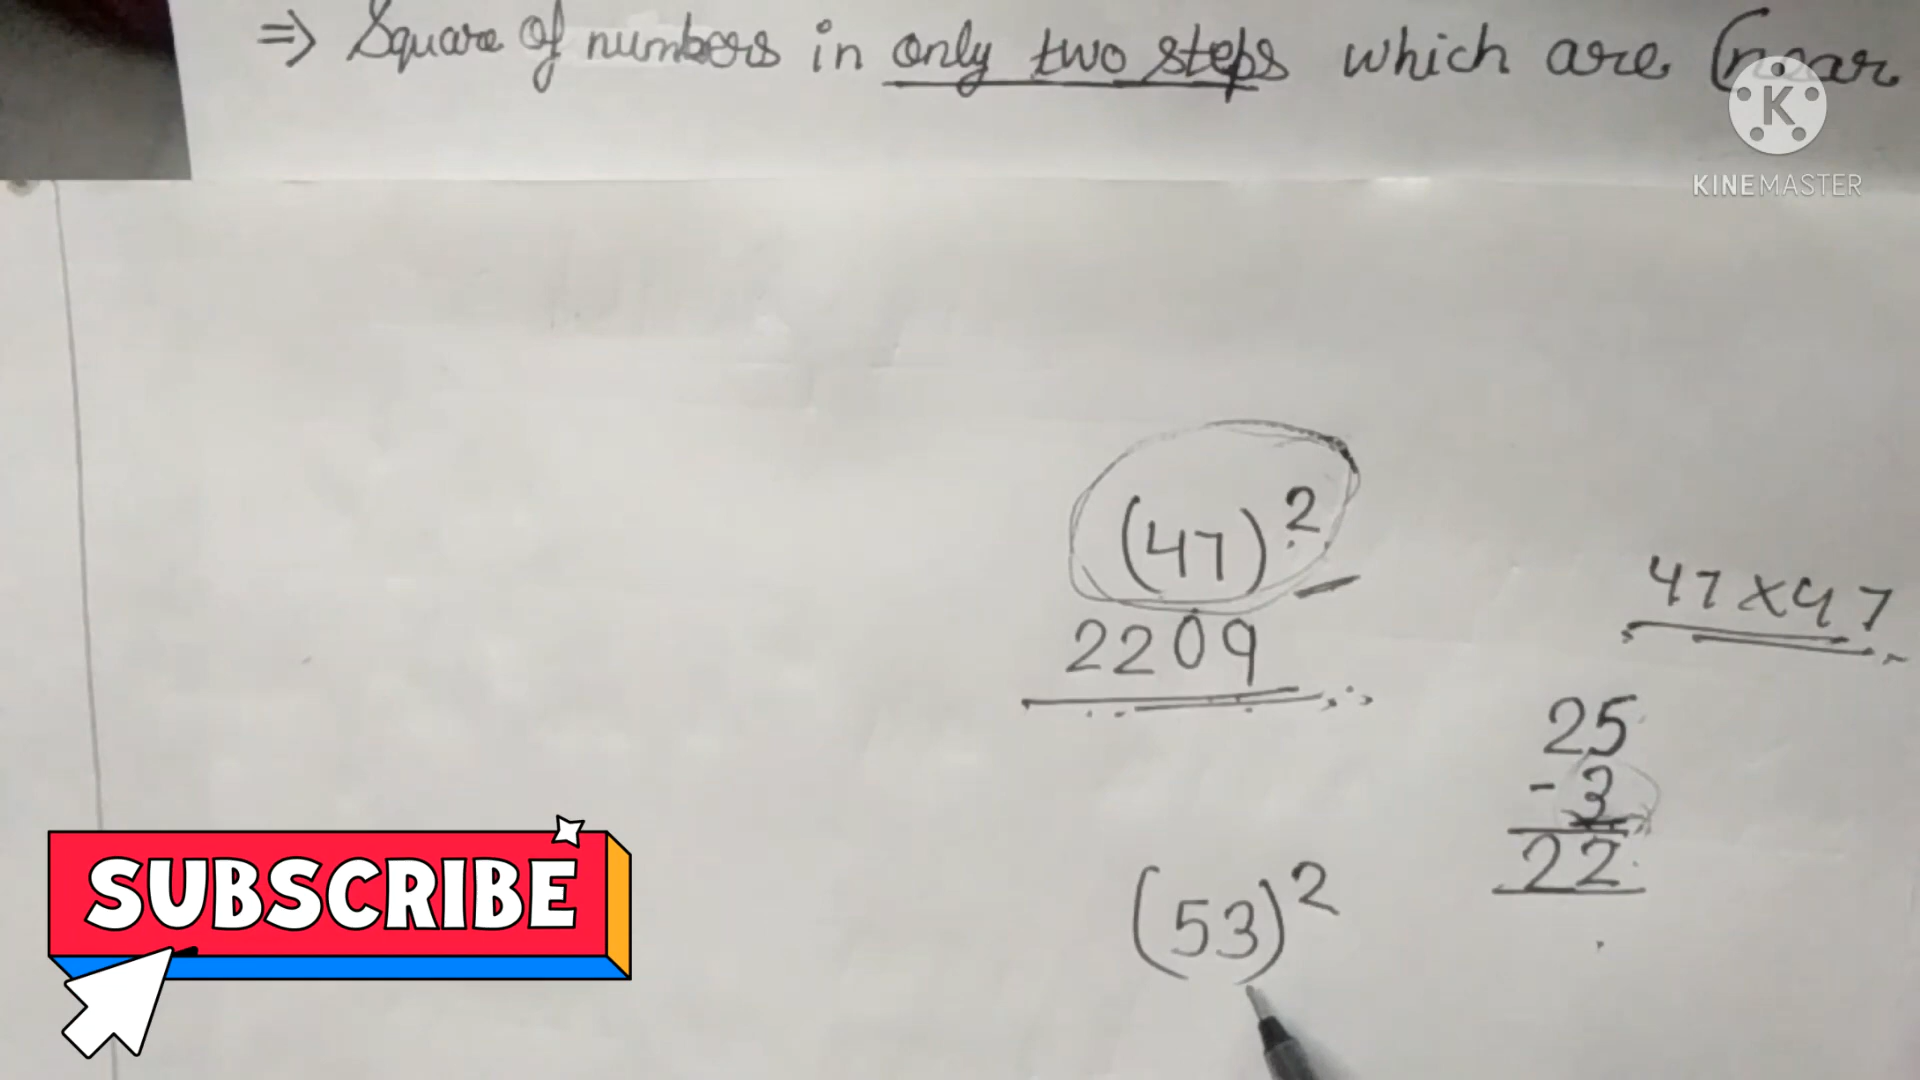 ⇒ Square Of numbers in only two steps which are (near
K
KINEMASTER
(47)²
2209
47×47
25
-3
22
(53)²
SUBSCRIBE